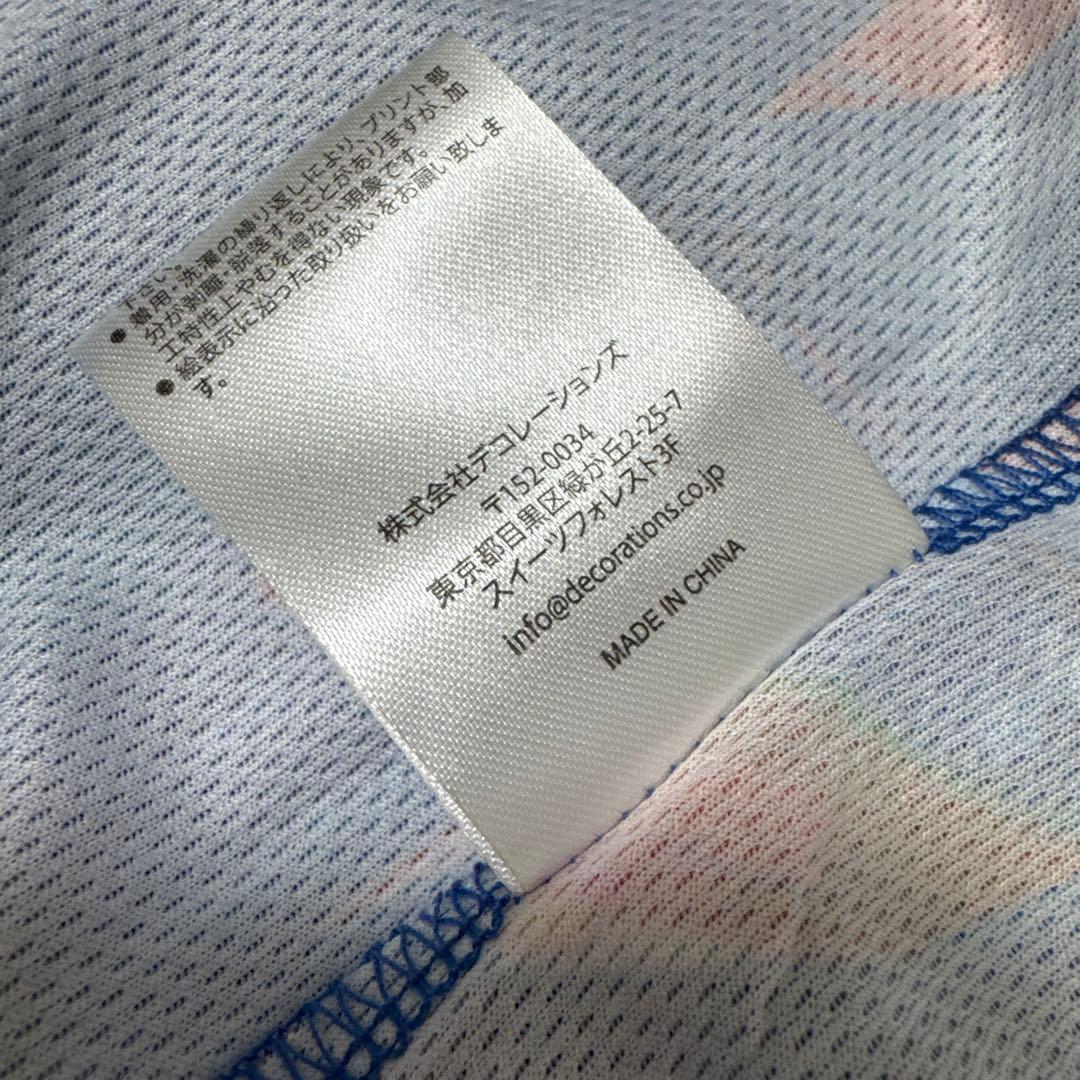 下さい。
● 着用・洗濯の繰り返しにより、プリント部
分が剥離・脱落することがありますが、加
工特性上やむを得ない現象です。
● 絵表示に沿った取り扱いをお願い致しま
す。
株式会社デコレーションズ
〒152-0034
東京都目黒区緑が丘2-25-7
スイーツフォレスト3F
info@decorations.co.jp
MADE IN CHINA